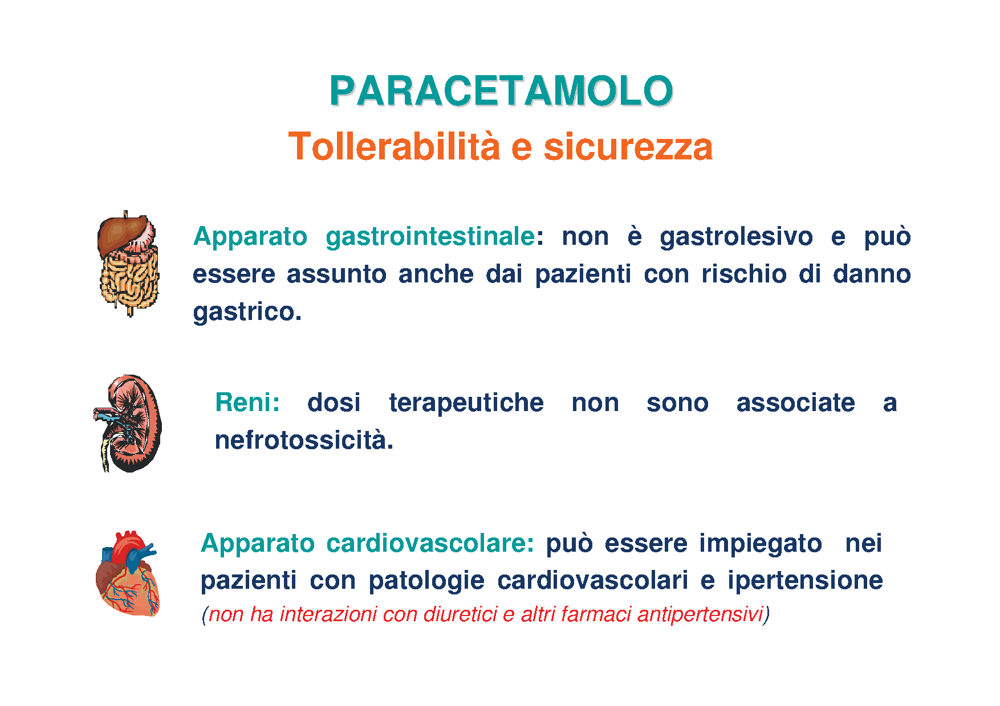 PARACETAMOLO
Tollerabilità e sicurezza
Apparato gastrointestinale: non è gastrolesivo e può
essere assunto anche dai pazienti con rischio di danno
gastrico.
Reni: dosi terapeutiche non sono associate a
nefrotossicità.
Apparato cardiovascolare: può essere impiegato nei
pazienti con patologie cardiovascolari e ipertensione
(non ha interazioni con diuretici e altri farmaci antipertensivi)